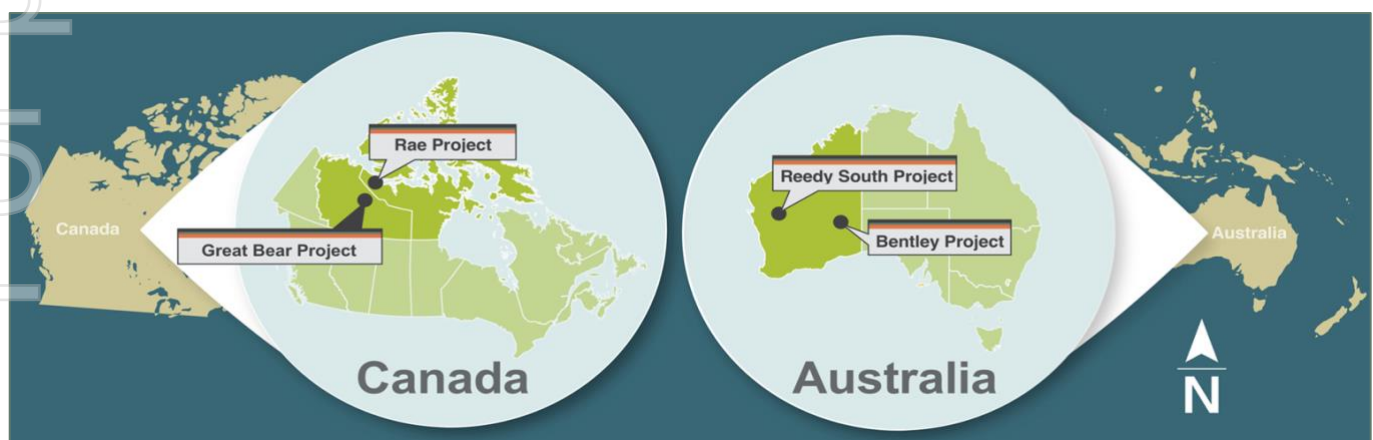 Canada
Rae Project
Great Bear Project
Canada
Reedy South Project
Bentley Project
Australia
Australia
N